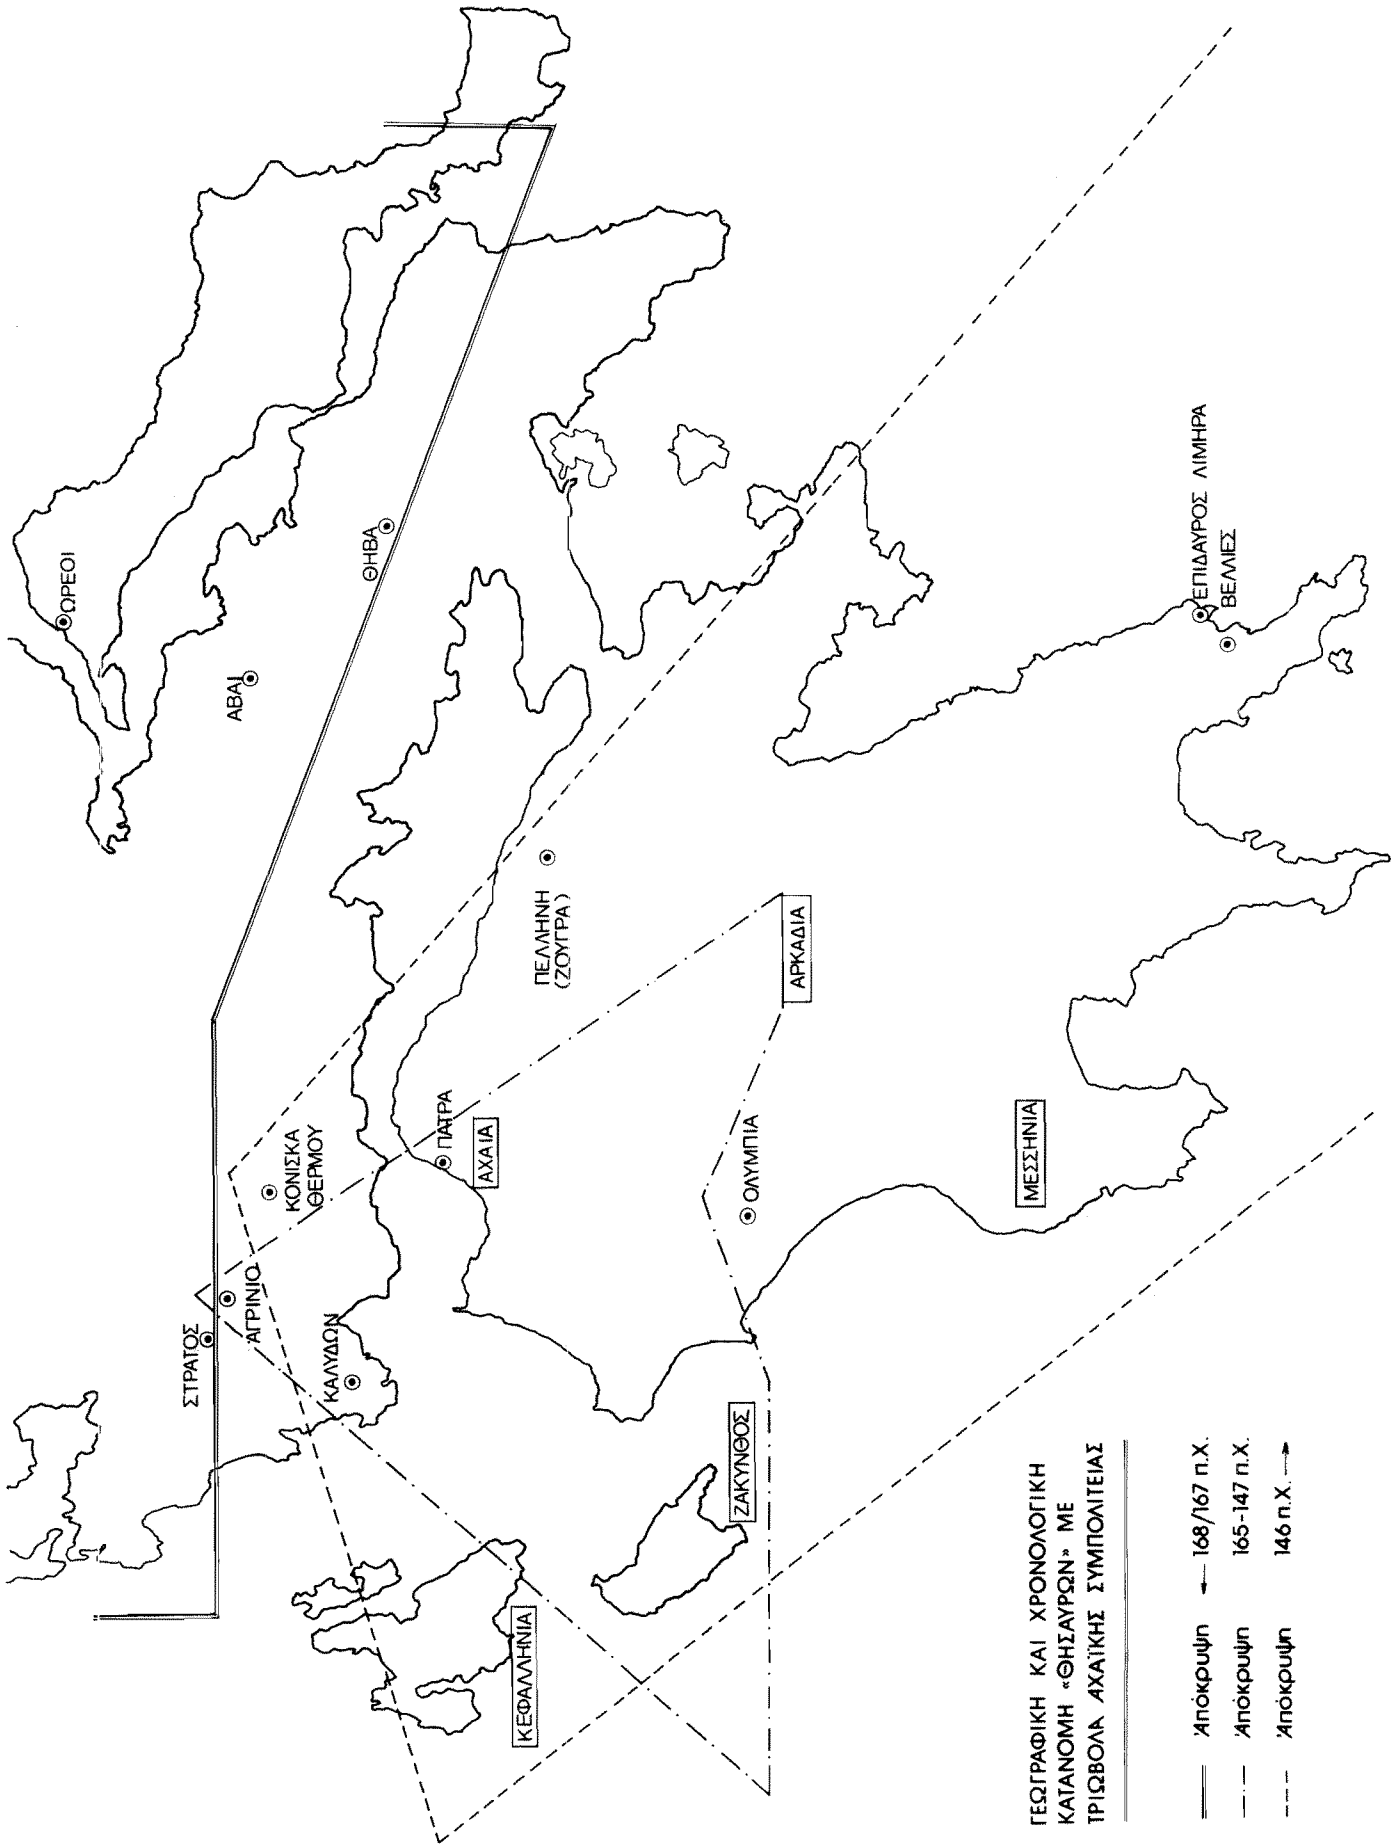 ΩΡΕΟΙ
ΑΒΑΙ
ΘΗΒΑ
ΣΤΡΑΤΟΣ
ΑΓΡΙΝΙΟ
ΚΟΝΙΣΚΑ
ΘΕΡΜΟΥ
ΚΑΛΥΔΩΝ
ΠΑΤΡΑ
ΑΧΑΙΑ
ΠΕΛΛΗΝΗ
(ΖΟΥΓΡΑ)
ΚΕΦΑΛΛΗΝΙΑ
ΖΑΚΥΝΘΟΣ
ΟΛΥΜΠΙΑ
ΑΡΚΑΔΙΑ
ΜΕΣΣΗΝΙΑ
ΕΠΙΔΑΥΡΟΣ ΛΙΜΗΡΑ
ΒΕΛΛΙΕΣ
ΓΕΩΓΡΑΦΙΚΗ ΚΑΙ ΧΡΟΝΟΛΟΓΙΚΗ
ΚΑΤΑΝΟΜΗ «ΘΗΣΑΥΡΩΝ» ΜΕ
ΤΡΙΩΒΟΛΑ ΑΧΑΪΚΗΣ ΣΥΜΠΟΛΙΤΕΙΑΣ
Ἀπόκρυψη ← 168/167 π.Χ.
Ἀπόκρυψη 165-147 π.Χ.
Ἀπόκρυψη 146 π.Χ. →